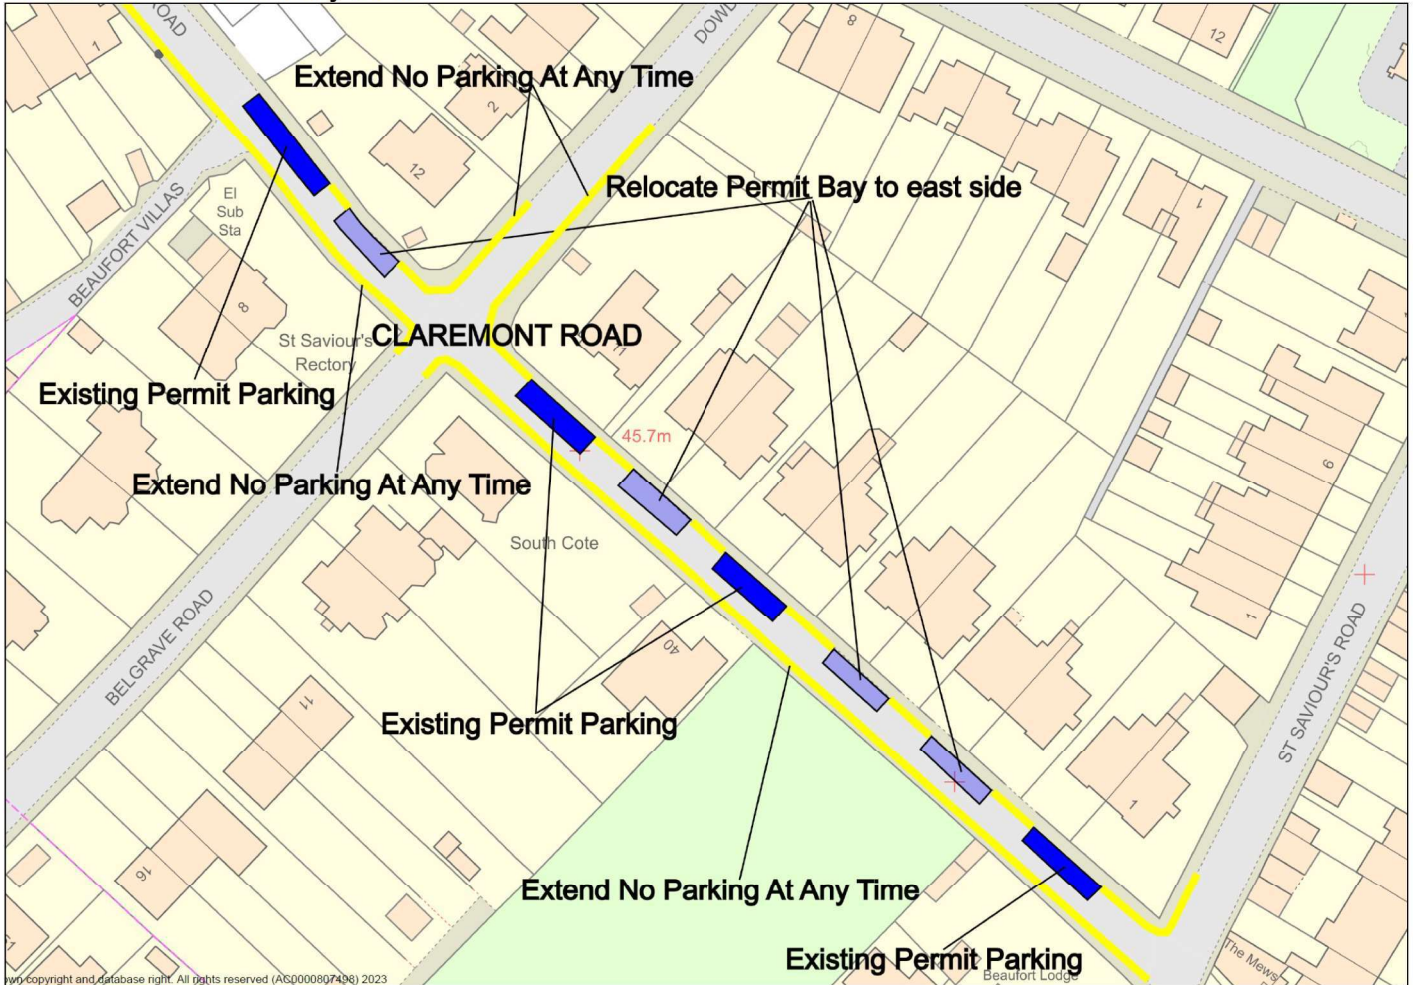 ROAD
DOWD
1
8
12
Extend No Parking At Any Time
2
12
Relocate Permit Bay to east side
1
El
Sub
Sta
BEAUFORT VILLAS
8
St Saviour's
Rectory
CLAREMONT ROAD
11
Existing Permit Parking
45.7m
9
Extend No Parking At Any Time
South Cote
1
BELGRAVE ROAD
40
ST SAVIOUR'S ROAD
11
Existing Permit Parking
1
16
Extend No Parking At Any Time
Existing Permit Parking
Beaufort Lodge
The Mews
copyright and database right. All rights reserved (AC0000807498) 2023